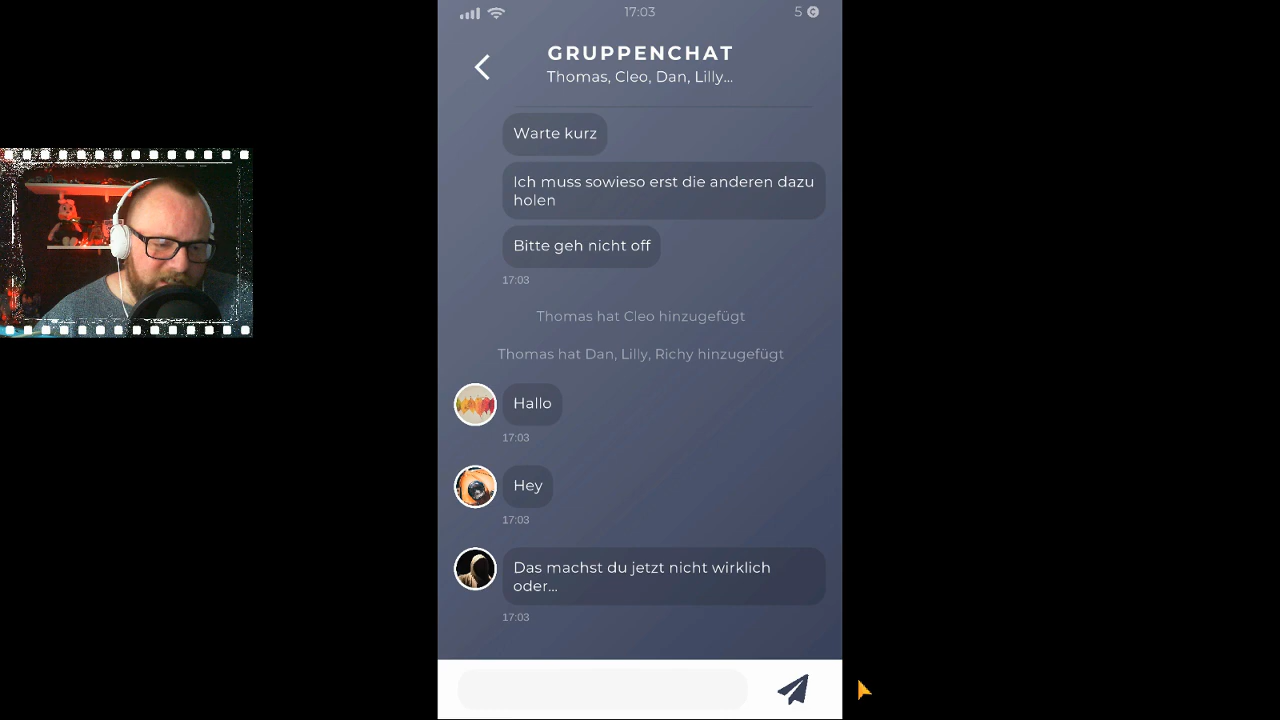 17:03
5
GRUPPENCHAT
Thomas, Cleo, Dan, Lilly...
Warte kurz
Ich muss sowieso erst die anderen dazu
holen
Bitte geh nicht off
17:03
Thomas hat Cleo hinzugefügt
Thomas hat Dan, Lilly, Richy hinzugefügt
Hallo
17:03
Hey
17:03
Das machst du jetzt nicht wirklich
oder...
17:03